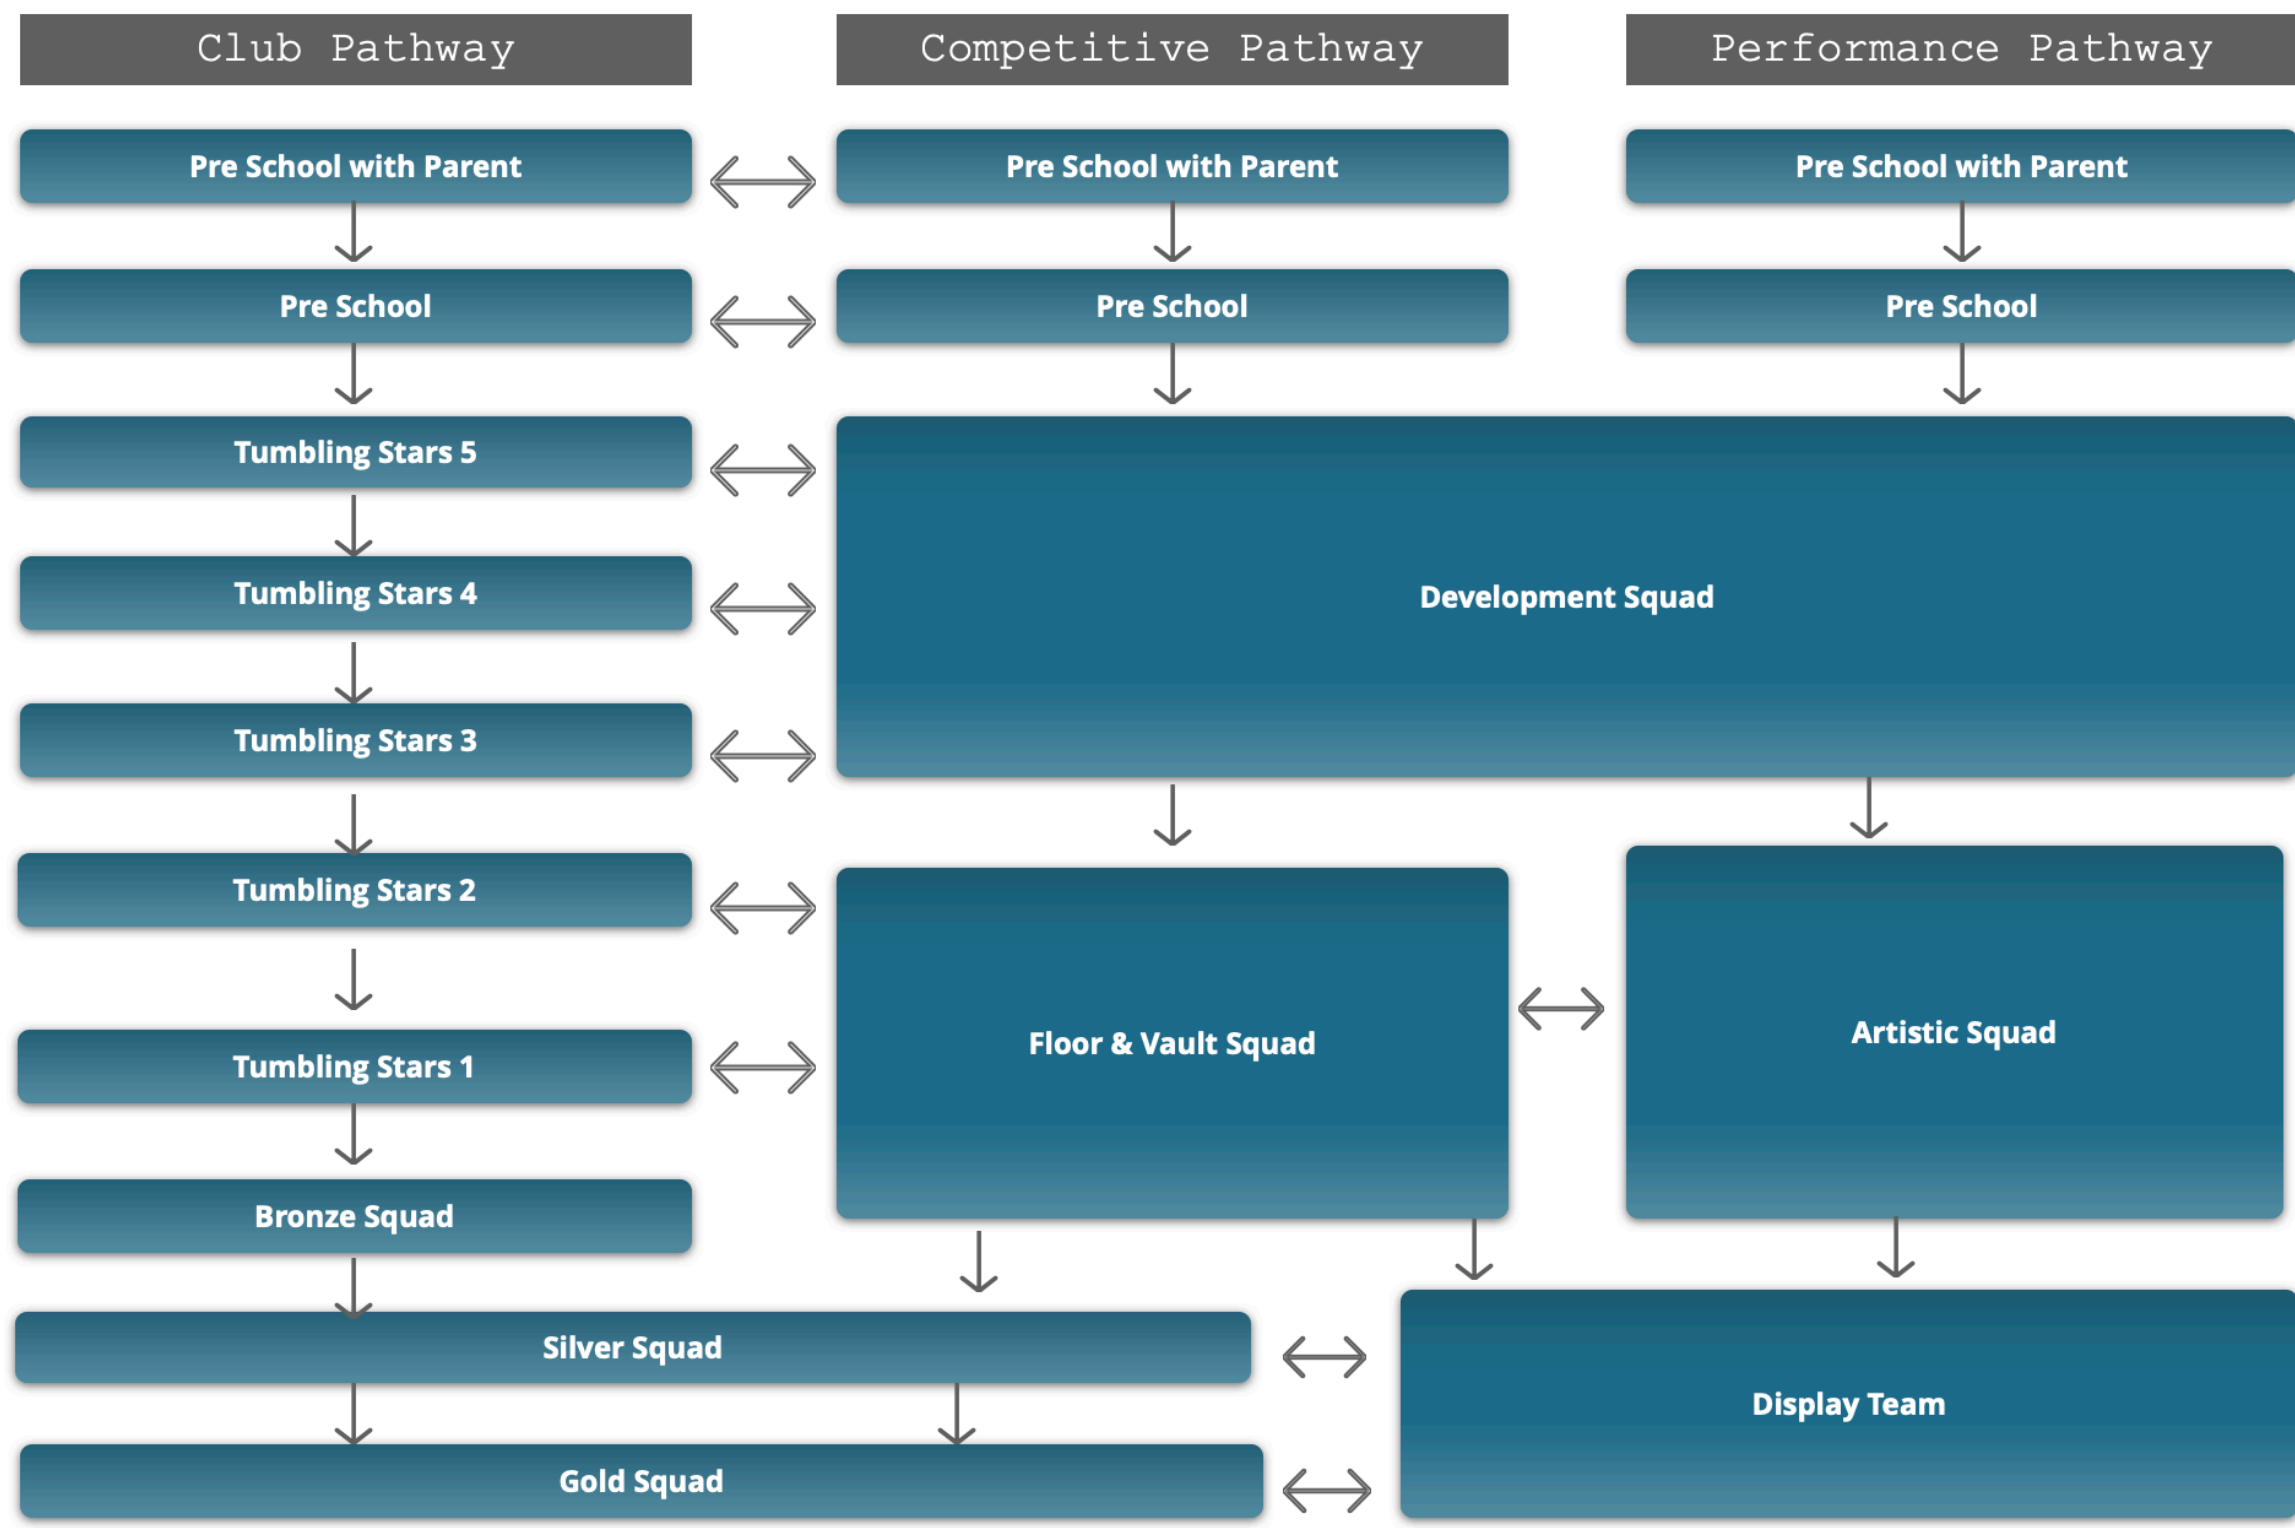 Club Pathway
Competitive Pathway
Performance Pathway
Pre School with Parent
Pre School with Parent
Pre School with Parent
Pre School
Pre School
Pre School
Tumbling Stars 5
Tumbling Stars 4
Development Squad
Tumbling Stars 3
Tumbling Stars 2
Tumbling Stars 1
Floor & Vault Squad
Artistic Squad
Bronze Squad
Silver Squad
Display Team
Gold Squad